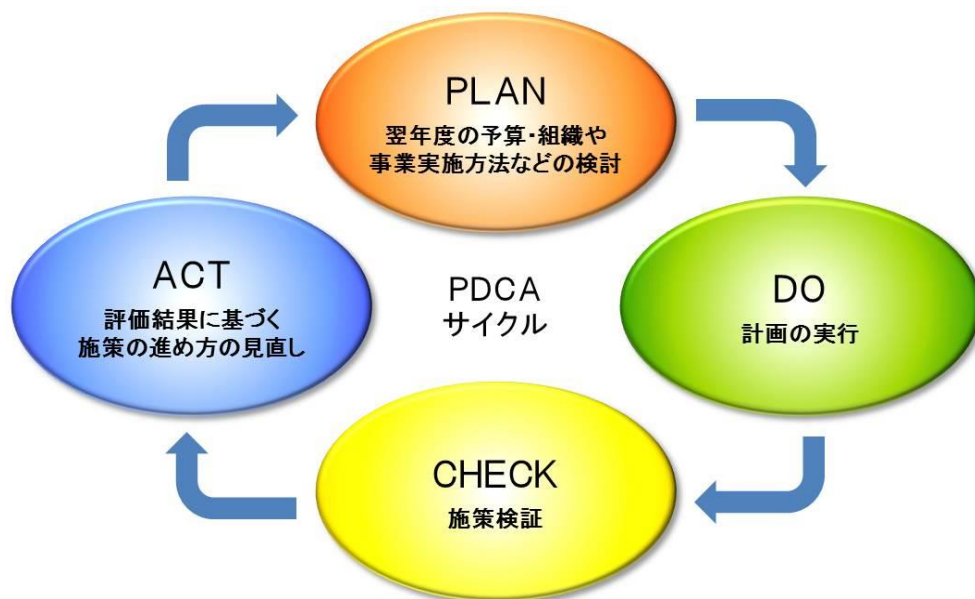 PLAN
翌年度の予算・組織や
事業実施方法などの検討
ACT
評価結果に基づく
施策の進め方の見直し
PDCA
サイクル
DO
計画の実行
CHECK
施策検証